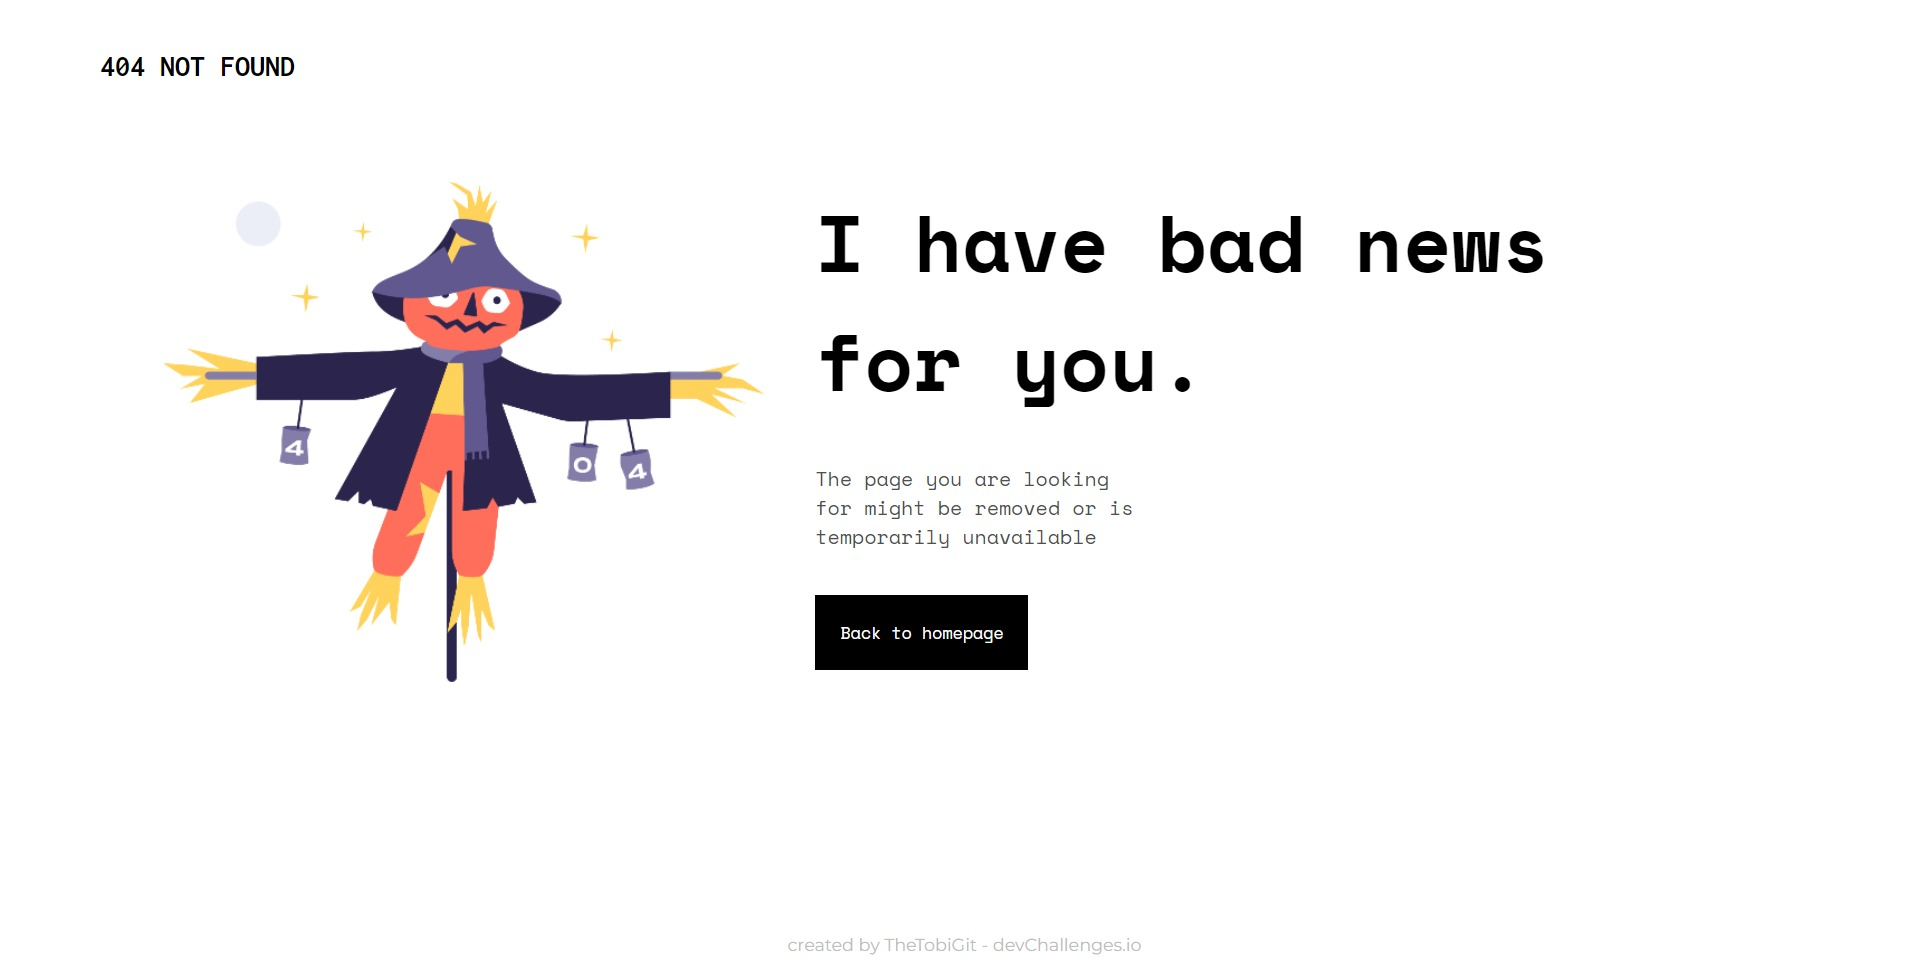 404 NOT FOUND
I have bad news
for you.
4
0
4
The page you are looking
for might be removed or is
temporarily unavailable
Back to homepage
created by TheTobiGit - devChallenges.io